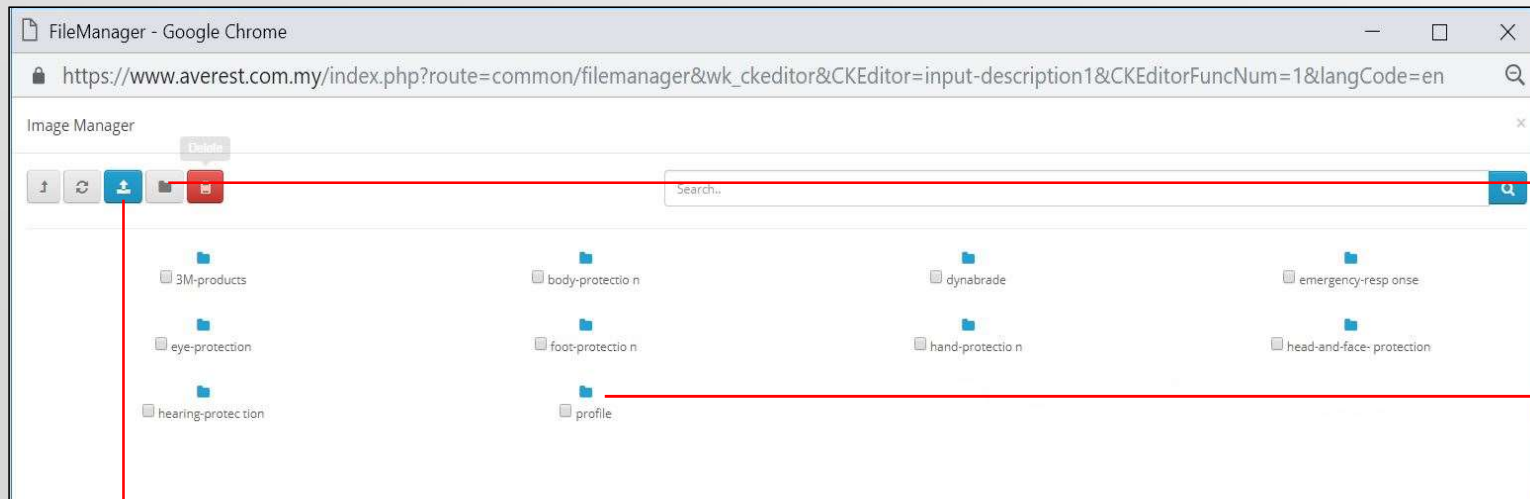 FileManager - Google Chrome
https://www.averest.com.my/index.php?route=common/filemanager&wk_ckeditor&CKEditor=input-description1&CKEditorFuncNum=1&langCode=en
Image Manager
Delete
Search..
3M-products body-protectio n dynabrade emergency-resp onse
eye-protection foot-protectio n hand-protectio n head-and-face- protection
hearing-protec tion profile